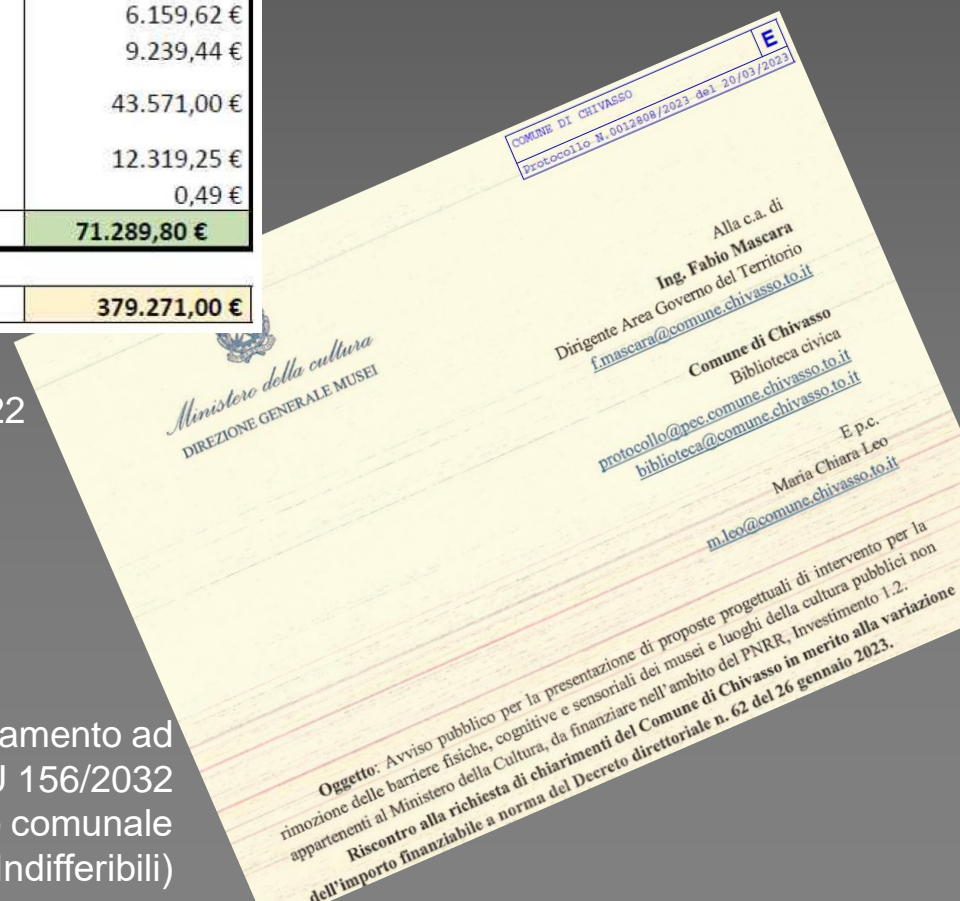 6.159,62 €
9.239,44 €
43.571,00 €
12.319,25 €
0,49 €
71.289,80 €
379.271,00 €
22
amento ad
156/2032
comunale
Indifferibili)
COMUNE DI CHIVASSO
E
Protocollo N.0012808/2023 del 20/03/2023
Ministero della cultura
DIREZIONE GENERALE MUSEI
Alla c.a. di
Ing. Fabio Mascara
Dirigente Area Governo del Territorio
f.mascara@comune.chivasso.to.it
Comune di Chivasso
Biblioteca civica
protocollo@pec.comune.chivasso.to.it
biblioteca@comune.chivasso.to.it
E p.c.
Maria Chiara Leo
m.leo@comune.chivasso.to.it
Oggetto: Avviso pubblico per la presentazione di proposte progettuali di intervento per la
rimozione delle barriere fisiche, cognitive e sensoriali dei musei e luoghi della cultura pubblici non
appartenenti al Ministero della Cultura, da finanziare nell'ambito del PNRR, Investimento 1.2.
Riscontro alla richiesta di chiarimenti del Comune di Chivasso in merito alla variazione
dell'importo finanziabile a norma del Decreto direttoriale n. 62 del 26 gennaio 2023.